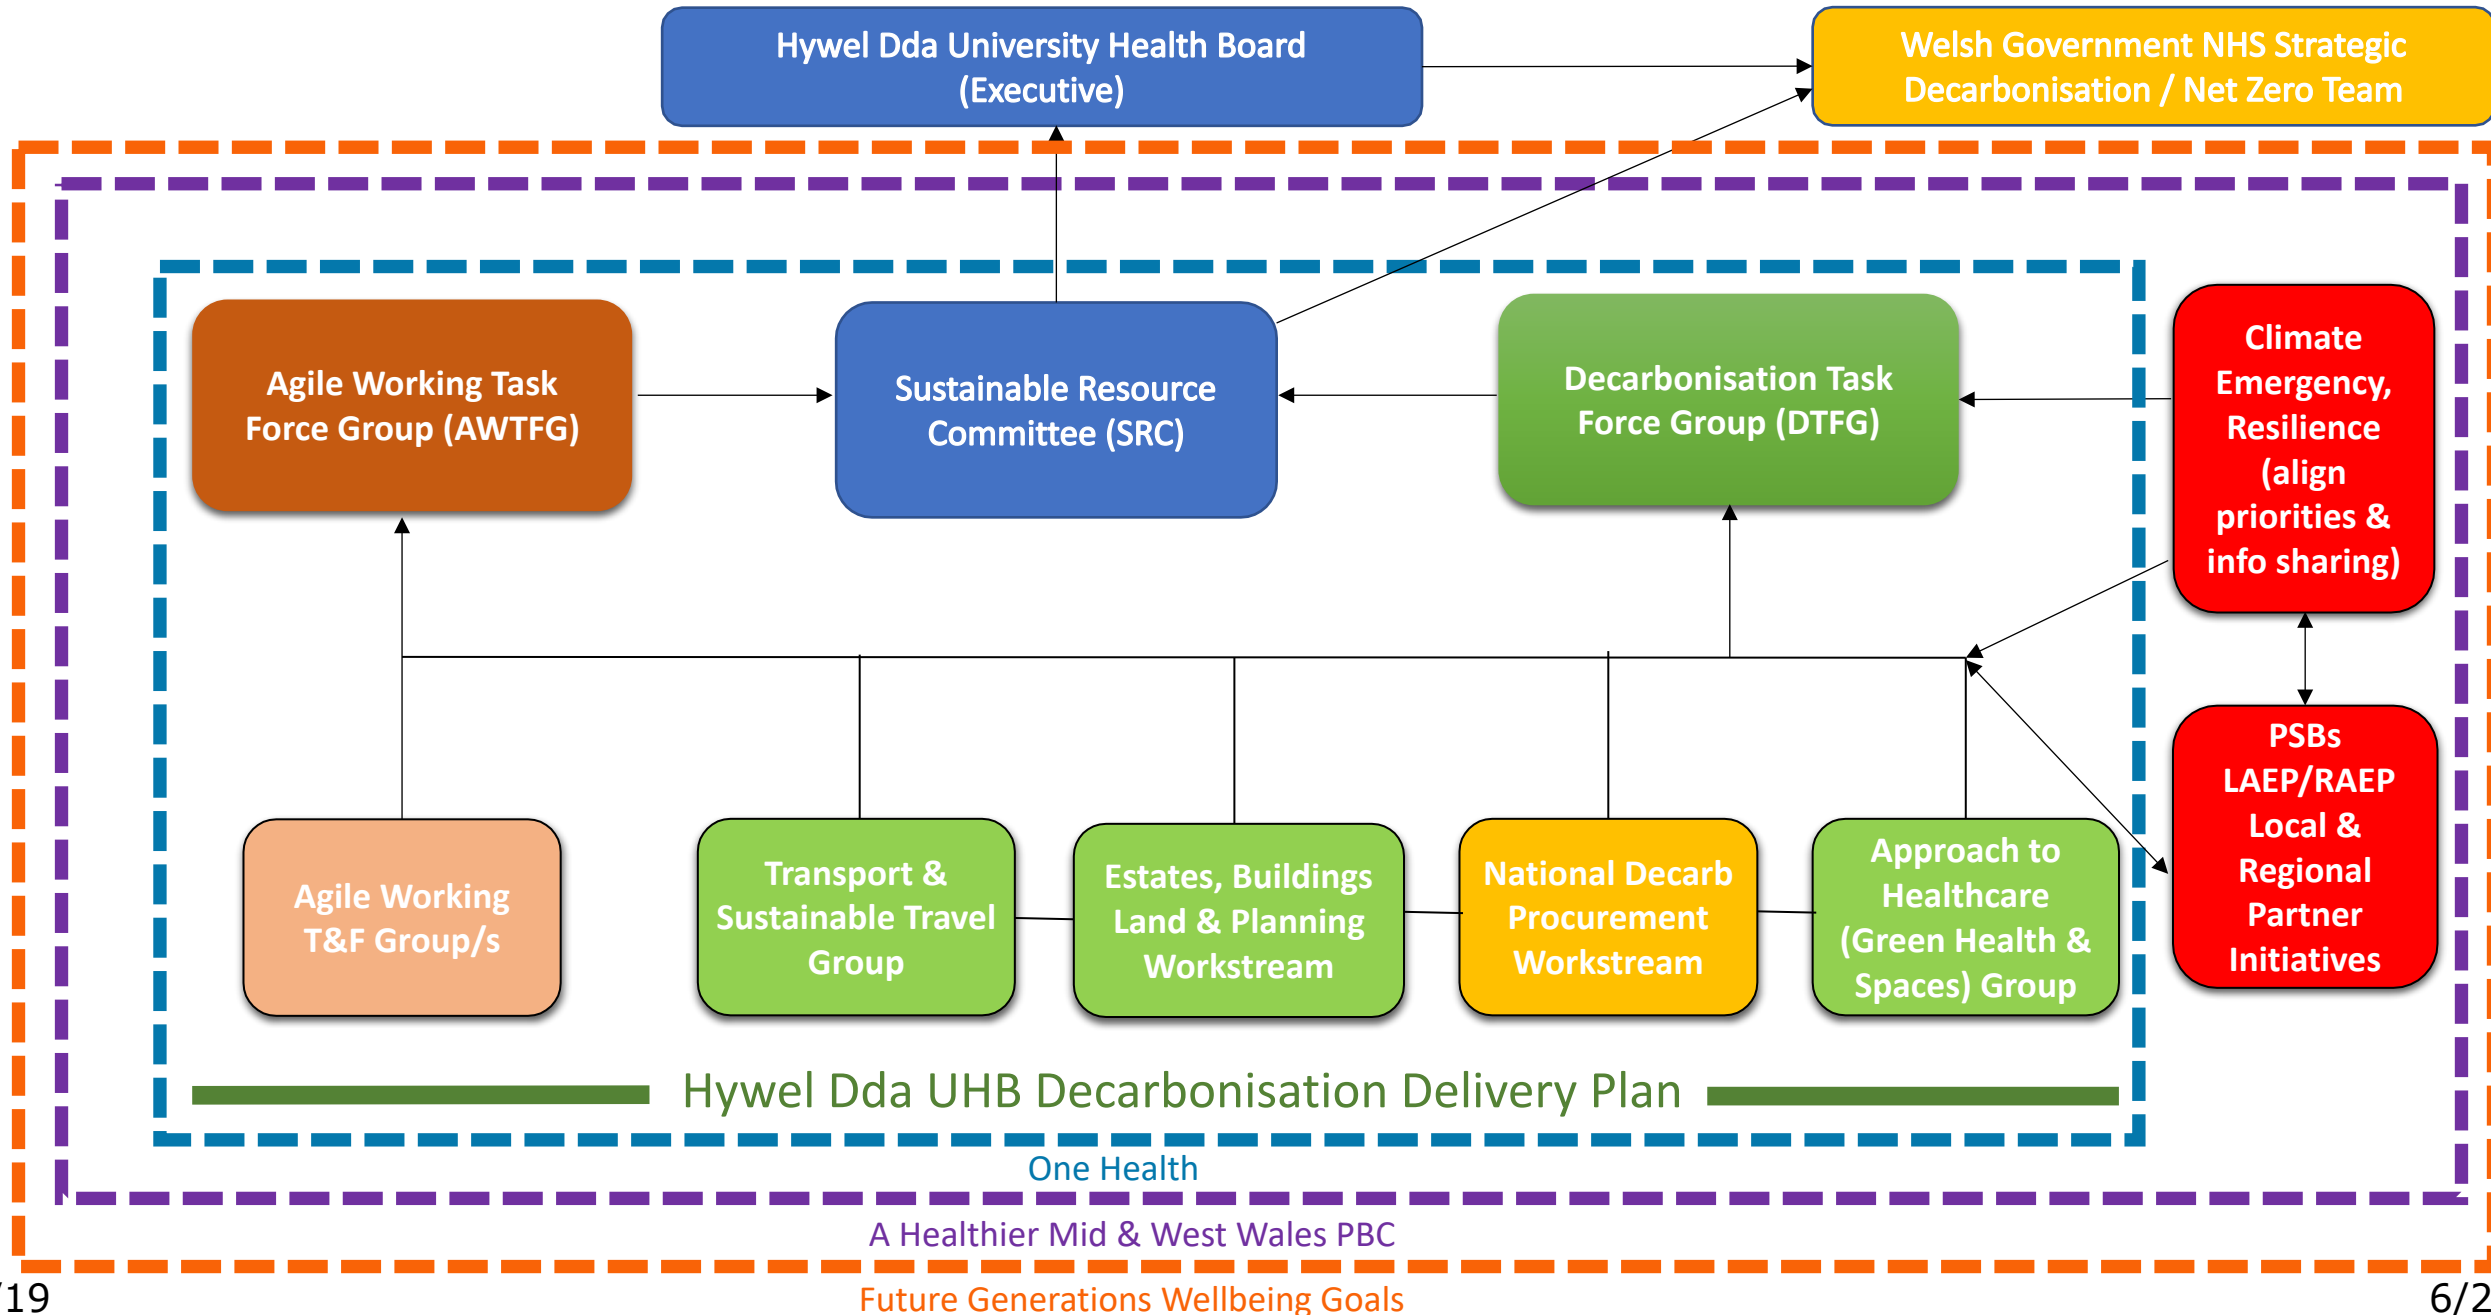 Hywel Dda University Health Board
(Executive)
Welsh Government NHS Strategic
Decarbonisation / Net Zero Team
Agile Working Task
Force Group (AWTFG)
Sustainable Resource
Committee (SRC)
Decarbonisation Task
Force Group (DTFG)
Climate
Emergency,
Resilience
(align
priorities &
info sharing)
Agile Working
T&F Group/s
Transport &
Sustainable Travel
Group
Estates, Buildings
Land & Planning
Workstream
National Decarb
Procurement
Workstream
Approach to
Healthcare
(Green Health &
Spaces) Group
PSBs
LAEP/RAEP
Local &
Regional
Partner
Initiatives
Hywel Dda UHB Decarbonisation Delivery Plan
One Health
A Healthier Mid & West Wales PBC
Future Generations Wellbeing Goals
/19
6/2